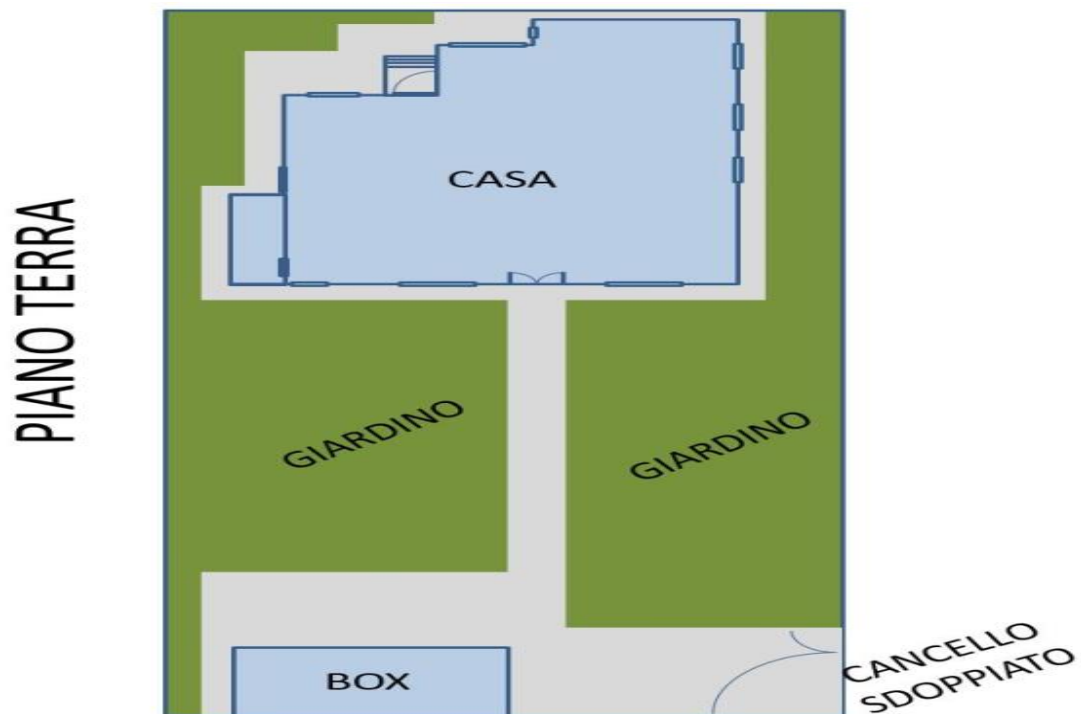 PIANO TERRA
CASA
GIARDINO
GIARDINO
BOX
CANCELLO
SDOPPIATO